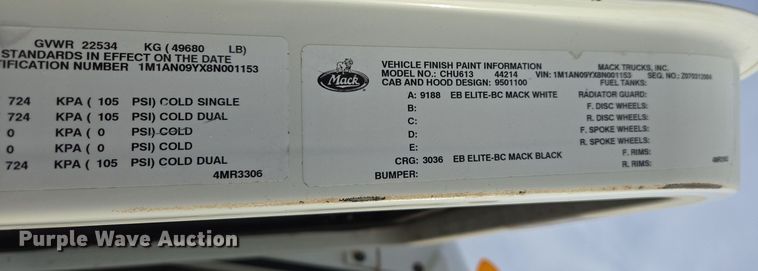 GVWR 22534 KG (49680 LB)
STANDARDS IN EFFECT ON THE DATE
TIFICATION NUMBER 1M1AN09YX8N001153
724 KPA ( 105 PSI) COLD SINGLE
724 KPA ( 105 PSI) COLD DUAL
0 KPA ( 0 PSI) COLD
0 KPA ( 0 PSI) COLD
724 KPA ( 105 PSI) COLD DUAL
4MR3306
Mack
VEHICLE FINISH PAINT INFORMATION MACK TRUCKS, INC.
MODEL NO.: CHU613 44214 VIN: 1M1AN09YX8N001153 SEQ. NO.: Z070312084
CAB AND HOOD DESIGN: 9501100 FUEL TANKS:
A: 9188 EB ELITE-BC MACK WHITE RADIATOR GUARD:
B: F. DISC WHEELS:
C: R. DISC WHEELS:
D: F. SPOKE WHEELS:
E: R. SPOKE WHEELS:
CRG: 3036 EB ELITE-BC MACK BLACK F. RIMS:
BUMPER: R. RIMS:
Purple Wave Auction